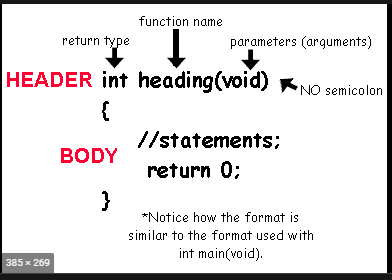 function name
return type
parameters (arguments)
HEADER int heading(void)
NO semicolon
{
//statements;
BODY
return 0;
}
*Notice how the format is
similar to the format used with
int main(void).
385 × 269